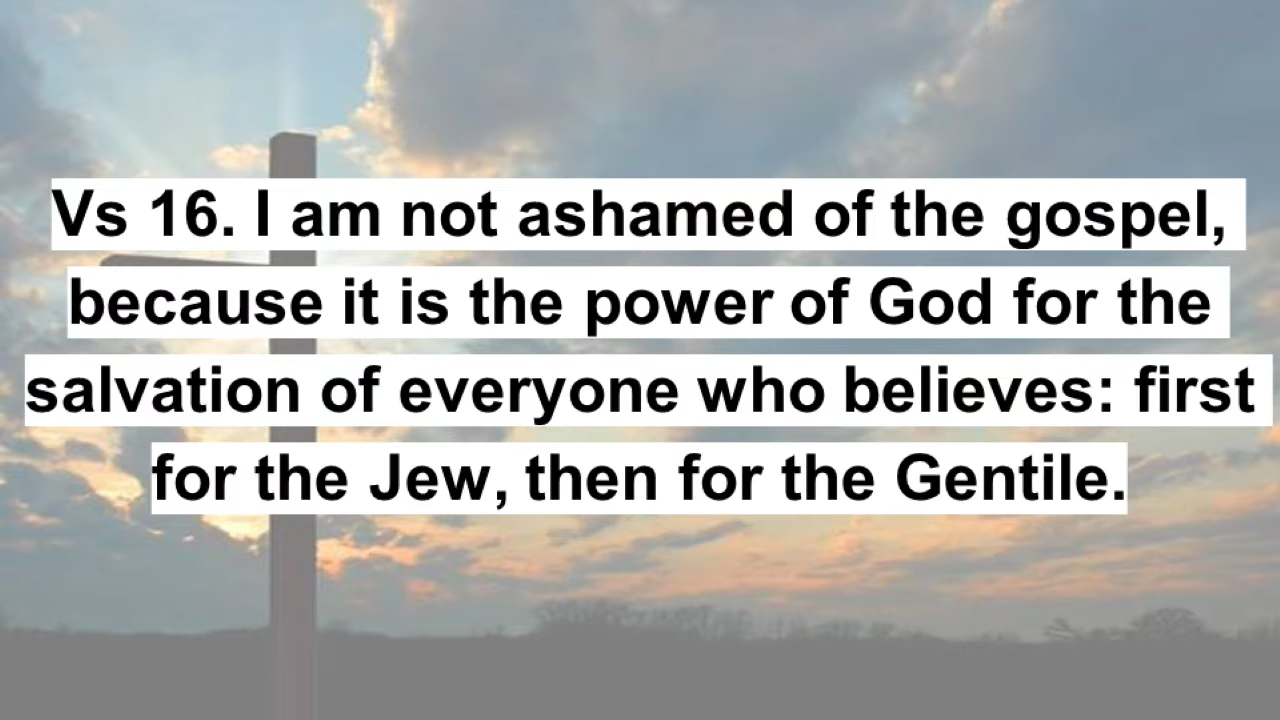 Vs 16. I am not ashamed of the gospel,
because it is the power of God for the
salvation of everyone who believes: first
for the Jew, then for the Gentile.